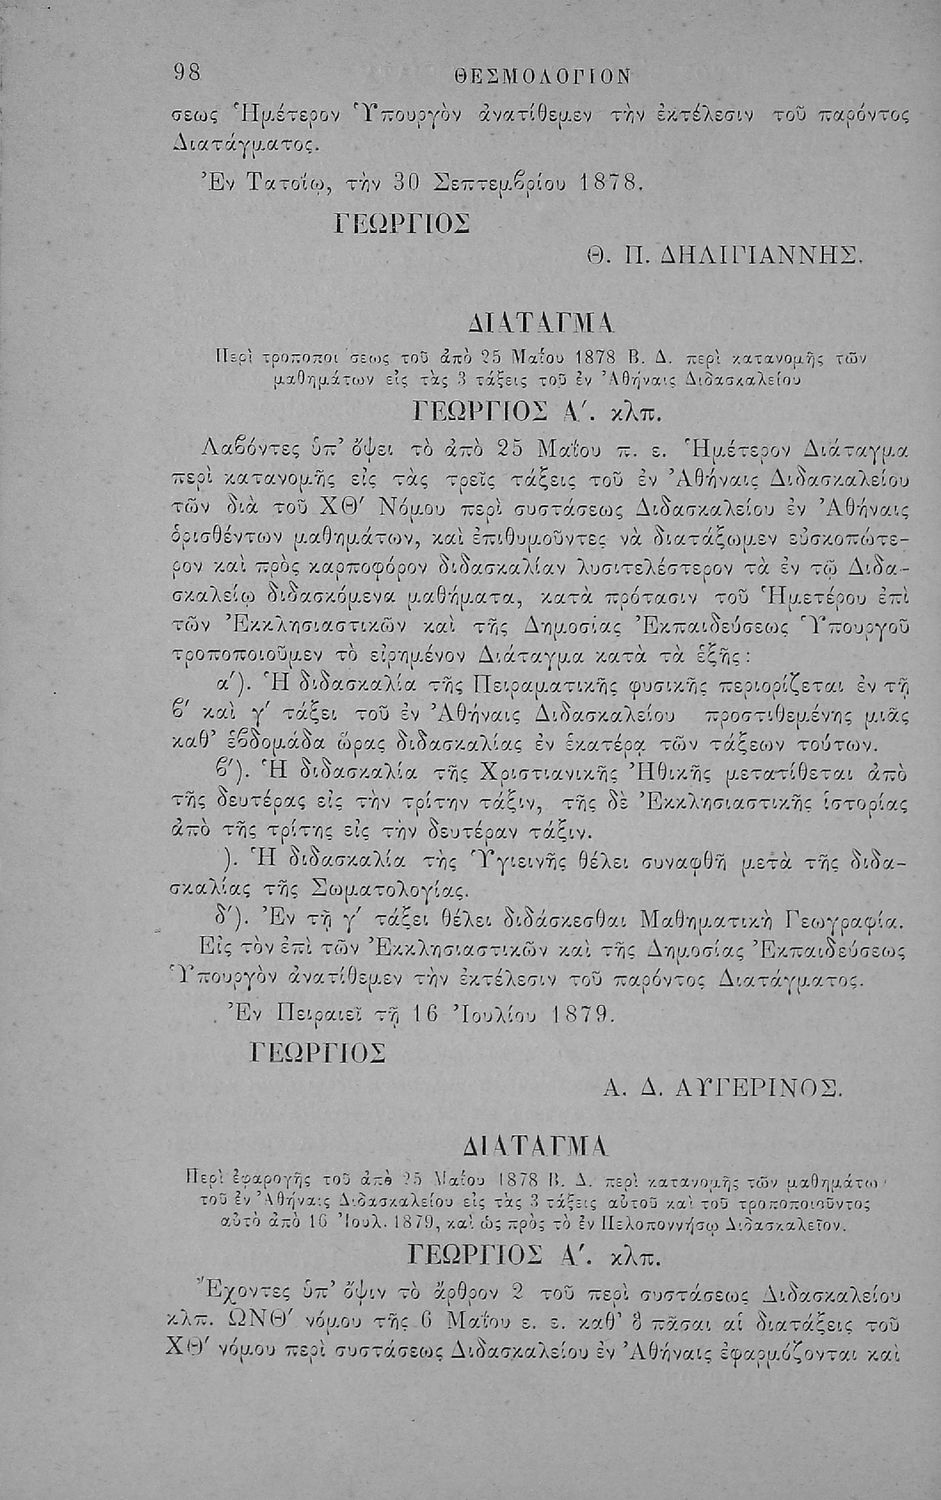 98 ΘΕΣΜΟΛΟΓΙΟΝ
σεως Ἡμέτερον Ὑπουργὸν ἀνατίθεμεν τὴν ἐκτέλεσιν τοῦ παρόντος
Διατάγματος.
Ἐν Τατοΐῳ, τὴν 30 Σεπτεμϐρίου 1878.
ΓΕΩΡΓΙΟΣ
Θ. Π. ΔΗΛΙΓΙΑΝΝΗΣ.
ΔΙΑΤΑΓΜΑ
Περὶ τροποποι σεως τοῦ ἀπὸ 25 Μαΐου 1878 Β. Δ. περὶ κατανομῆς τῶν
μαθημάτων εἰς τὰς 3 τάξεις τοῦ ἐν Ἀθήναις Διδασκαλείου
ΓΕΩΡΓΙΟΣ Α΄. κλπ.
Λαϐόντες ὑπ' ὄψει τὸ ἀπὸ 25 Μαΐου π. ε. Ἡμέτερον Διάταγμα
περὶ κατανομῆς εἰς τὰς τρεῖς τάξεις τοῦ ἐν Ἀθήναις Διδασκαλείου
τῶν διὰ τοῦ ΧΘ΄ Νόμου περὶ συστάσεως Διδασκαλείου ἐν Ἀθήναις
ὁρισθέντων μαθημάτων, καὶ ἐπιθυμοῦντες νὰ διατάξωμεν εὐσκοπώτε-
ρον καὶ πρὸς καρποφόρον διδασκαλίαν λυσιτελέστερον τὰ ἐν τῷ Διδα-
σκαλείῳ διδασκόμενα μαθήματα, κατὰ πρότασιν τοῦ Ἡμετέρου ἐπὶ
τῶν Ἐκκλησιαστικῶν καὶ τῆς Δημοσίας Ἐκπαιδεύσεως Ὑπουργοῦ
τροποποιοῦμεν τὸ εἰρημένον Διάταγμα κατὰ τὰ ἑξῆς:
α΄). Ἡ διδασκαλία τῆς Πειραματικῆς φυσικῆς περιορίζεται ἐν τῇ
ϐ΄ καὶ γ΄ τάξει τοῦ ἐν Ἀθήναις Διδασκαλείου προστιθεμένης μιᾶς
καθ' ἑϐδομάδα ὥρας διδασκαλίας ἐν ἑκατέρᾳ τῶν τάξεων τούτων.
ϐ΄). Ἡ διδασκαλία τῆς Χριστιανικῆς Ἠθικῆς μετατίθεται ἀπὸ
τῆς δευτέρας εἰς τὴν τρίτην τάξιν, τῆς δὲ Ἐκκλησιαστικῆς ἱστορίας
ἀπὸ τῆς τρίτης εἰς τὴν δευτέραν τάξιν.
). Ἡ διδασκαλία τὴς Ὑγιεινῆς θέλει συναφθῆ μετὰ τῆς διδα-
σκαλίας τῆς Σωματολογίας.
δ΄). Ἐν τῇ γ΄ τάξει θέλει διδάσκεσθαι Μαθηματικὴ Γεωγραφία.
Εἰς τὸν ἐπὶ τῶν Ἐκκλησιαστικῶν καὶ τῆς Δημοσίας Ἐκπαιδεύσεως
Ὑπουργὸν ἀνατίθεμεν τὴν ἐκτέλεσιν τοῦ παρόντος Διατάγματος.
Ἐν Πειραιεῖ τῇ 16 Ἰουλίου 1879.
ΓΕΩΡΓΙΟΣ
Α. Δ. ΑΥΓΕΡΙΝΟΣ.
ΔΙΑΤΑΓΜΑ
Περὶ ἐφαρογῆς τοῦ ἀπὸ 25 Μαΐου 1878 Β. Δ. περὶ κατανομῆς τῶν μαθημάτω
τοῦ ἐν Ἀθήναις Διδασκαλείου εἰς τὰς 3 τάξεις αὐτοῦ καὶ τοῦ τροποποιοῦντος
αὐτὸ ἀπὸ 16 Ἰουλ. 1879, καὶ ὡς πρὸς τὸ ἐν Πελοποννήσῳ Διδασκαλεῖον.
ΓΕΩΡΓΙΟΣ Α΄. κλπ.
Ἔχοντες ὑπ' ὄψιν τὸ ἄρθρον 2 τοῦ περὶ συστάσεως Διδασκαλείου
κλπ. ΩΝΘ΄ νόμου τῆς 6 Μαΐου ε. ε. καθ' ὃ πᾶσαι αἱ διατάξεις τοῦ
ΧΘ΄ νόμου περὶ συστάσεως Διδασκαλείου ἐν Ἀθήναις ἐφαρμόζονται καὶ